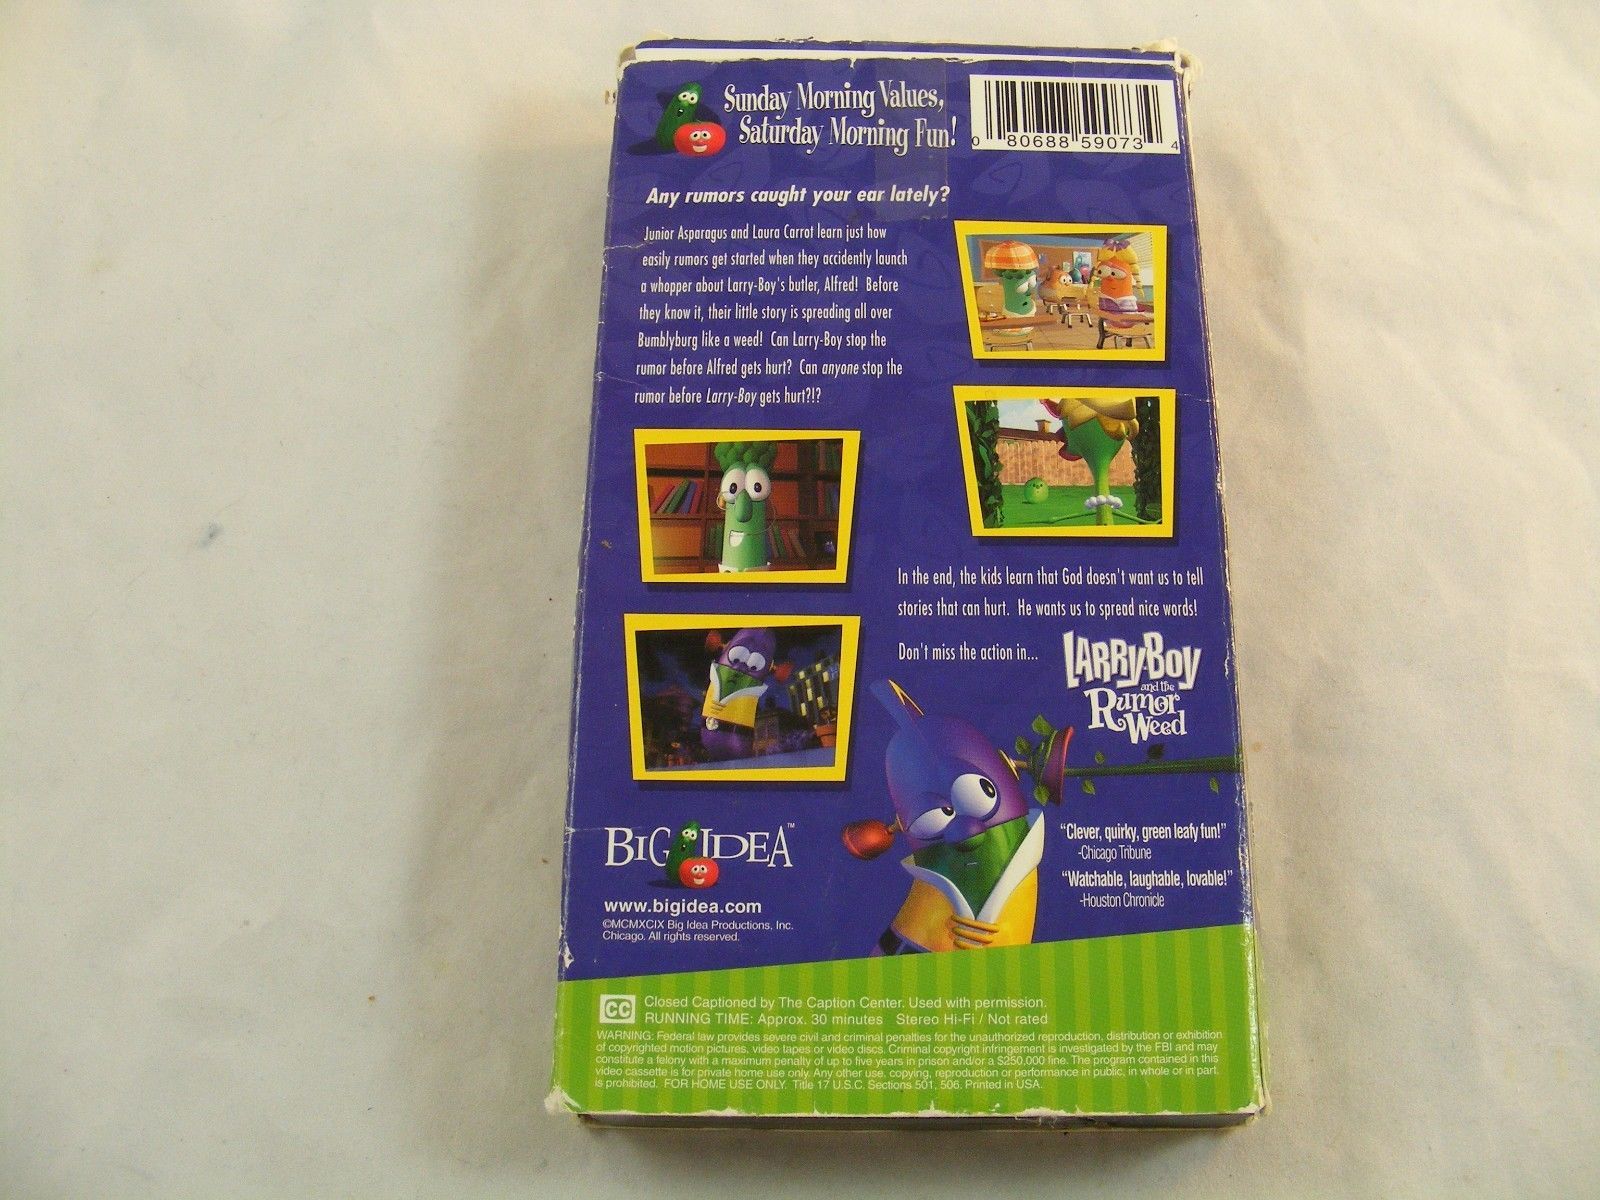 Sunday Morning Values,
Saturday Morning Fun!
0 80688 59073 4
Any rumors caught your ear lately?
Junior Asparagus and Laura Carrot learn just how
easily rumors get started when they accidently launch
a whopper about Larry-Boy's butler, Alfred! Before
they know it, their little story is spreading all over
Bumblyburg like a weed! Can Larry-Boy stop the
rumor before Alfred gets hurt? Can anyone stop the
rumor before Larry-Boy gets hurt?!?
In the end, the kids learn that God doesn't want us to tell
stories that can hurt. He wants us to spread nice words!
Don't miss the action in...
LARRY-BOY
and the
Rumor
Weed
"Clever, quirky, green leafy fun!"
-Chicago Tribune
"Watchable, laughable, lovable!"
-Houston Chronicle
BIG IDEA™
www.bigidea.com
©MCMXCIX Big Idea Productions, Inc.
Chicago. All rights reserved.
CC
Closed Captioned by The Caption Center. Used with permission.
RUNNING TIME: Approx. 30 minutes Stereo Hi-Fi / Not rated
WARNING: Federal law provides severe civil and criminal penalties for the unauthorized reproduction, distribution or exhibition
of copyrighted motion pictures, video tapes or video discs. Criminal copyright infringement is investigated by the FBI and may
constitute a felony with a maximum penalty of up to five years in prison and/or a $250,000 fine. The program contained in this
video cassette is for private home use only. Any other use, copying, reproduction or performance in public, in whole or in part,
is prohibited. FOR HOME USE ONLY. Title 17 U.S.C. Sections 501, 506. Printed in USA.